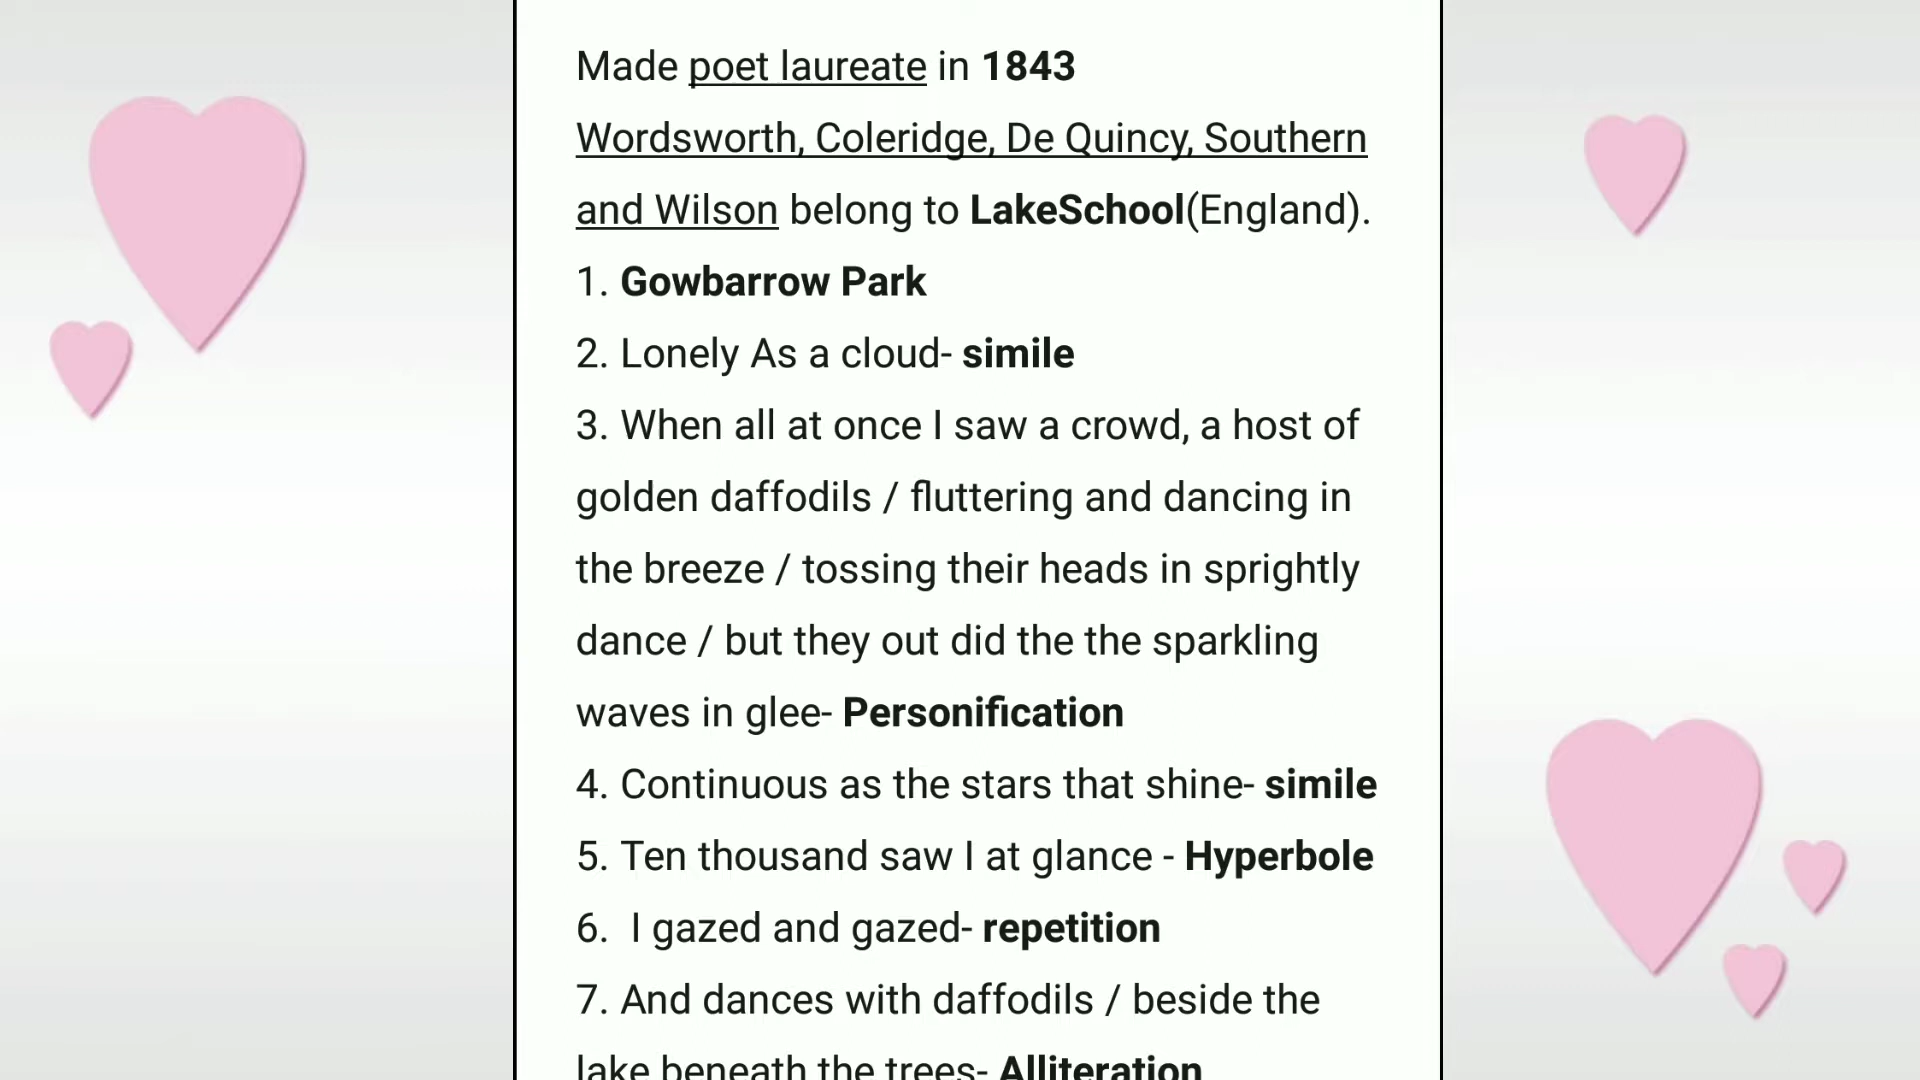 Made poet laureate in 1843
Wordsworth, Coleridge, De Quincy, Southern
and Wilson belong to LakeSchool(England).
1. Gowbarrow Park
2. Lonely As a cloud- simile
3. When all at once I saw a crowd, a host of
golden daffodils / fluttering and dancing in
the breeze / tossing their heads in sprightly
dance / but they out did the the sparkling
waves in glee- Personification
4. Continuous as the stars that shine- simile
5. Ten thousand saw I at glance - Hyperbole
6. I gazed and gazed- repetition
7. And dances with daffodils / beside the
lake beneath the trees- Alliteration